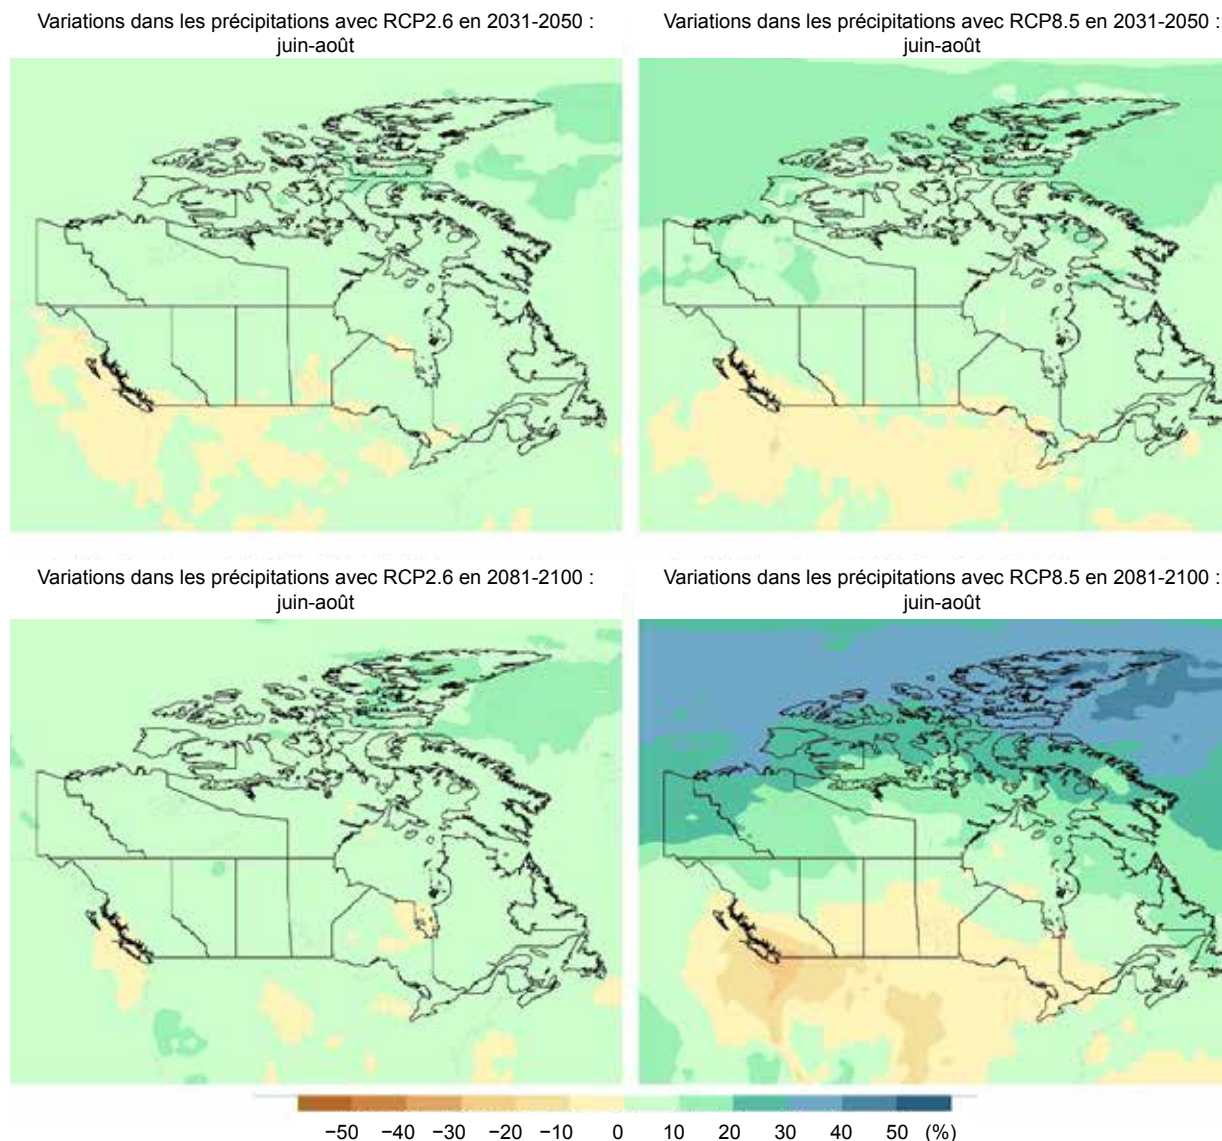 Variations dans les précipitations avec RCP2.6 en 2031-2050 :
juin-août
Variations dans les précipitations avec RCP8.5 en 2031-2050 :
juin-août
Variations dans les précipitations avec RCP2.6 en 2081-2100 :
juin-août
Variations dans les précipitations avec RCP8.5 en 2081-2100 :
juin-août
−50 −40 −30 −20 −10 0 10 20 30 40 50 (%)